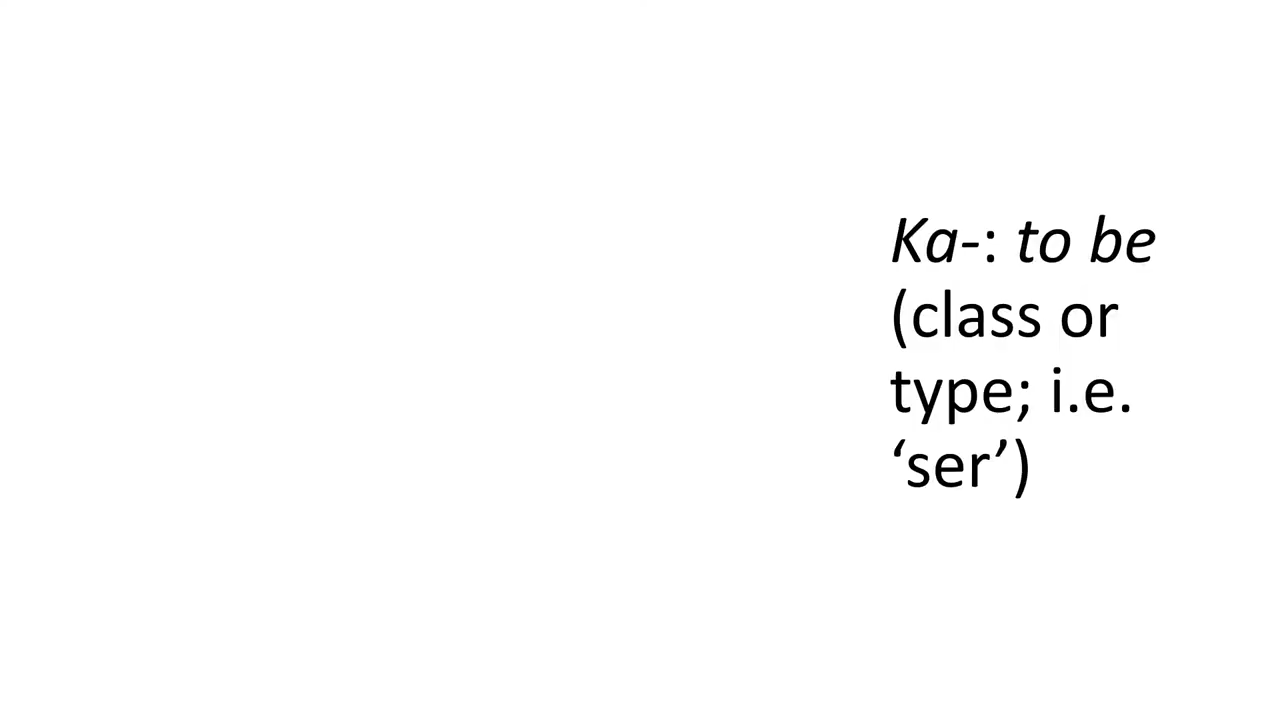 Ka-: to be
(class or
type; i.e.
‘ser’)